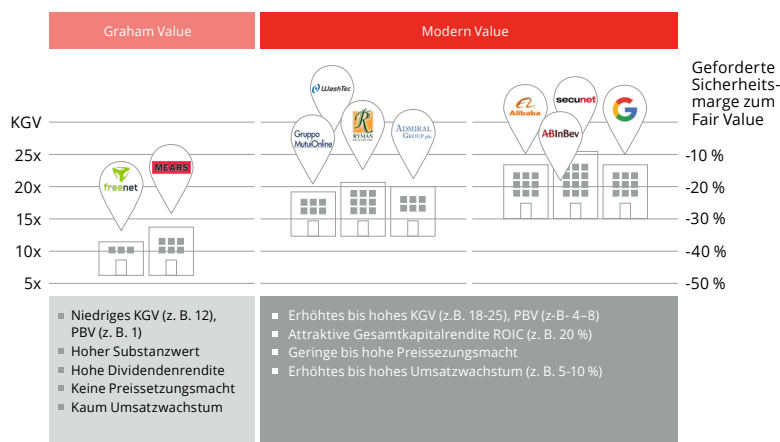 Graham Value
Modern Value
Geforderte
Sicherheits-
marge zum
Fair Value
KGV
25x
20x
15x
10x
5x
-10 %
-20 %
-30 %
-40 %
-50 %
freenet
MEARS
WashTec
Gruppo
MutuiOnline
RYMAN
HEALTHCARE
ADMIRAL
GROUP plc
Alibaba
secunet
ABInBev
G
Niedriges KGV (z. B. 12),
PBV (z. B. 1)
Hoher Substanzwert
Hohe Dividendenrendite
Keine Preissetzungsmacht
Kaum Umsatzwachstum
Erhöhtes bis hohes KGV (z.B. 18-25), PBV (z-B- 4–8)
Attraktive Gesamtkapitalrendite ROIC (z. B. 20 %)
Geringe bis hohe Preissezungsmacht
Erhöhtes bis hohes Umsatzwachstum (z. B. 5-10 %)